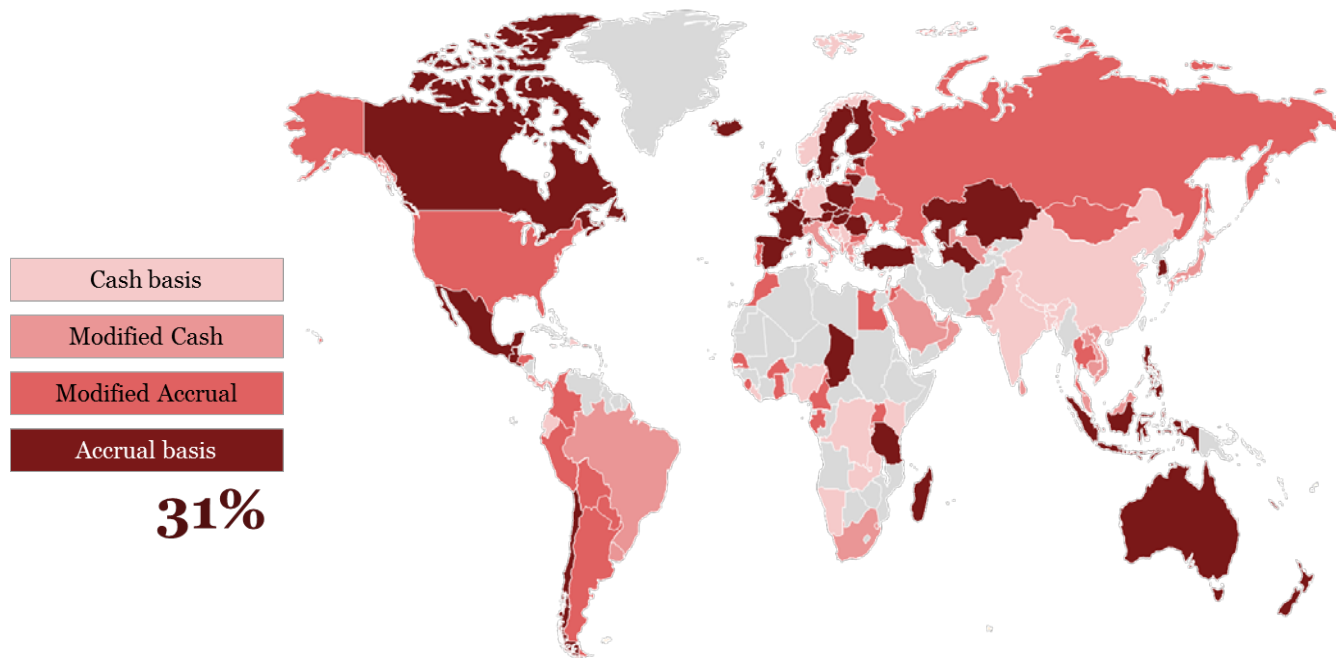 Cash basis
Modified Cash
Modified Accrual
Accrual basis
31%